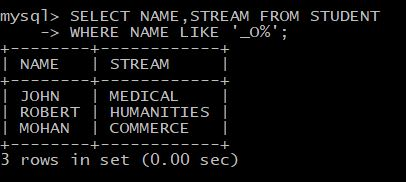 mysql> SELECT NAME,STREAM FROM STUDENT
    -> WHERE NAME LIKE '_O%';
+--------+------------+
| NAME   | STREAM     |
+--------+------------+
| JOHN   | MEDICAL    |
| ROBERT | HUMANITIES |
| MOHAN  | COMMERCE   |
+--------+------------+
3 rows in set (0.00 sec)